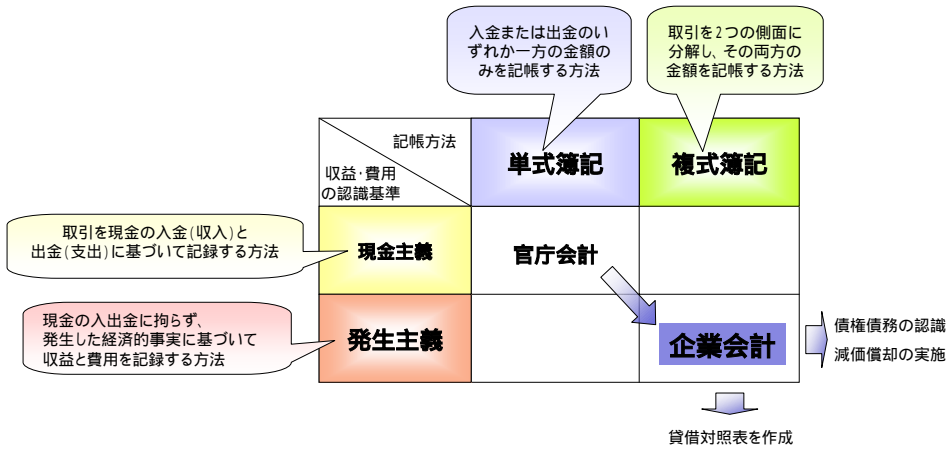 入金または出金のい
ずれか一方の金額の
みを記帳する方法
取引を2つの側面に
分解し、その両方の
金額を記帳する方法
記帳方法
収益･費用
の認識基準
単式簿記
複式簿記
取引を現金の入金(収入)と
出金(支出)に基づいて記録する方法
現金主義
官庁会計
現金の入出金に拘らず、
発生した経済的事実に基づいて
収益と費用を記録する方法
発生主義
企業会計
債権債務の認識
減価償却の実施
貸借対照表を作成